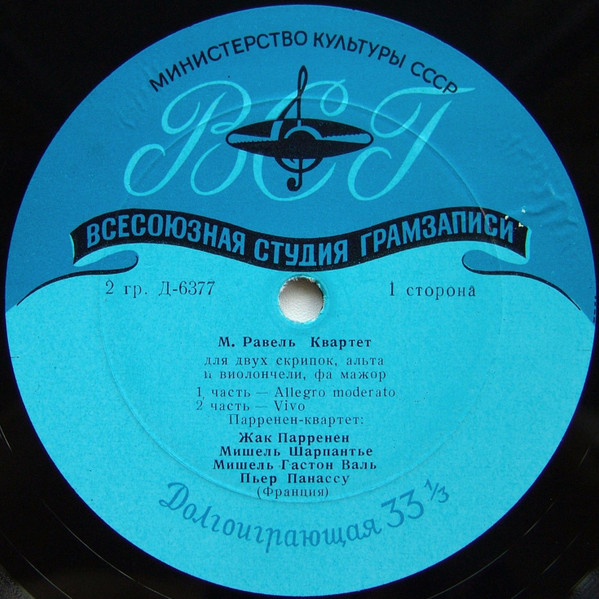 МИНИСТЕРСТВО КУЛЬТУРЫ СССР
ВСГ
ВСЕСОЮЗНАЯ СТУДИЯ ГРАМЗАПИСИ
2 гр. Д-6377 1 сторона
М. Равель Квартет
для двух скрипок, альта
и виолончели, фа мажор
1 часть — Allegro moderato
2 часть — Vivo
Парренен-квартет:
Жак Парренен
Мишель Шарпантье
Мишель Гастон Валь
Пьер Панассу
(Франция)
Долгоиграющая 33 1/3